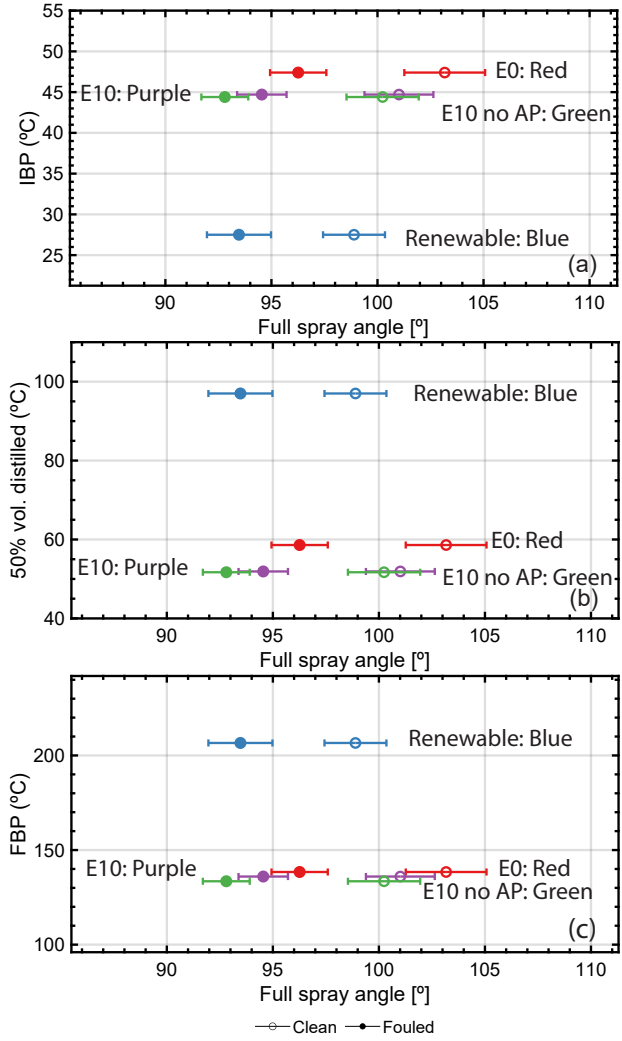 55
50
E0: Red
45
E10: Purple
E10 no AP: Green
40
IBP (ºC)
35
30
Renewable: Blue
25
(a)
90 95 100 105 110
Full spray angle [º]
100
Renewable: Blue
80
50% vol. distilled (ºC)
60
E0: Red
E10: Purple
E10 no AP: Green
40
(b)
90 95 100 105 110
Full spray angle [º]
200
Renewable: Blue
FBP (ºC)
150
E10: Purple
E0: Red
E10 no AP: Green
100
(c)
90 95 100 105 110
Full spray angle [º]
Clean Fouled